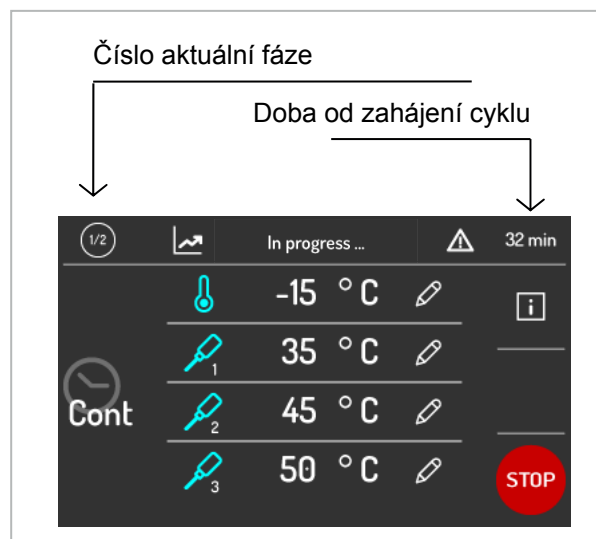 Číslo aktuální fáze
Doba od zahájení cyklu
1/2 In progress ... 32 min
-15 °C
i
35 °C
1
Cont
45 °C
2
50 °C
3
STOP